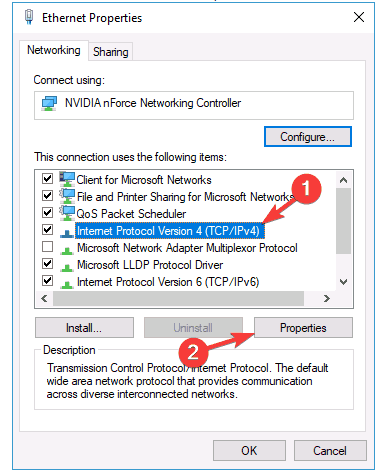 Ethernet Properties
Networking
Sharing
Connect using:
NVIDIA nForce Networking Controller
Configure...
This connection uses the following items:
Client for Microsoft Networks
File and Printer Sharing for Microsoft Networks
QoS Packet Scheduler
Internet Protocol Version 4 (TCP/IPv4)
Microsoft Network Adapter Multiplexor Protocol
Microsoft LLDP Protocol Driver
Internet Protocol Version 6 (TCP/IPv6)
1
Install...
Uninstall
Properties
2
Description
Transmission Control Protocol/Internet Protocol. The default
wide area network protocol that provides communication
across diverse interconnected networks.
OK
Cancel